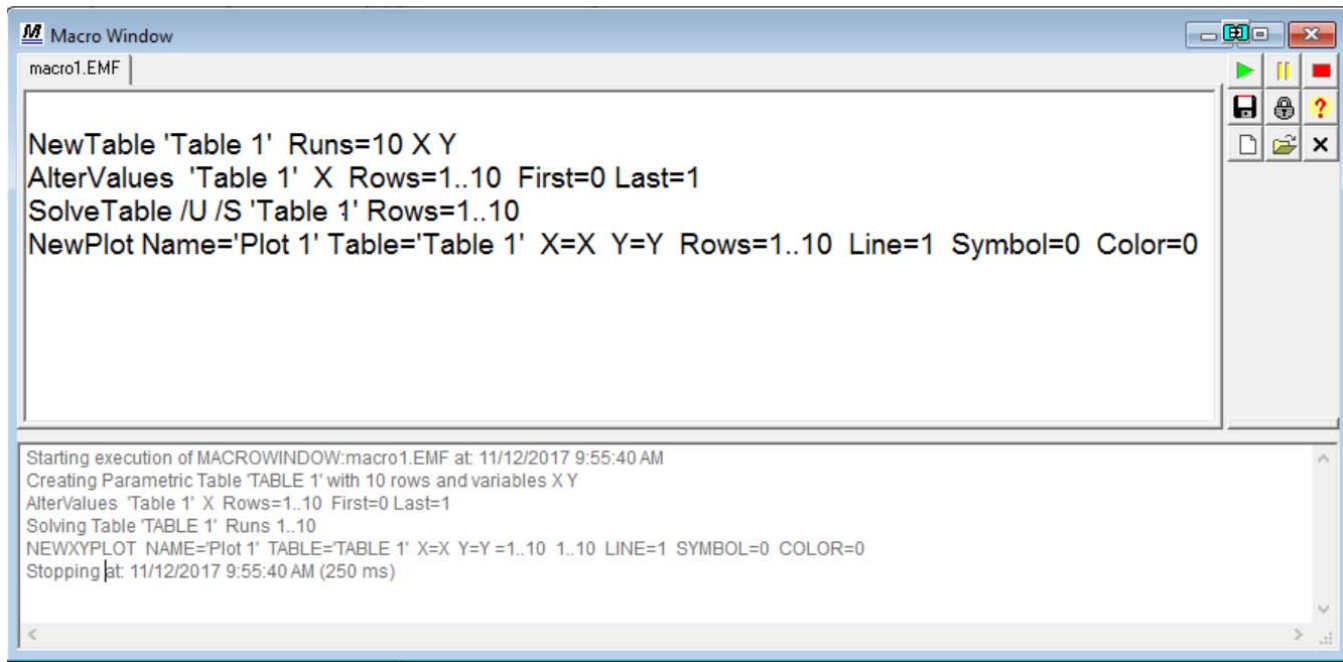 Macro Window
macro1.EMF
NewTable 'Table 1'  Runs=10 X Y
AlterValues  'Table 1'  X  Rows=1..10  First=0 Last=1
SolveTable /U /S 'Table 1' Rows=1..10
NewPlot Name='Plot 1' Table='Table 1'  X=X  Y=Y  Rows=1..10  Line=1  Symbol=0  Color=0
Starting execution of MACROWINDOW:macro1.EMF at: 11/12/2017 9:55:40 AM
Creating Parametric Table 'TABLE 1' with 10 rows and variables X Y
AlterValues  'Table 1'  X  Rows=1..10  First=0 Last=1
Solving Table 'TABLE 1'  Runs 1..10
NEWXYPLOT  NAME='Plot 1'  TABLE='TABLE 1'  X=X  Y=Y =1..10  1..10  LINE=1  SYMBOL=0  COLOR=0
Stopping at: 11/12/2017 9:55:40 AM (250 ms)